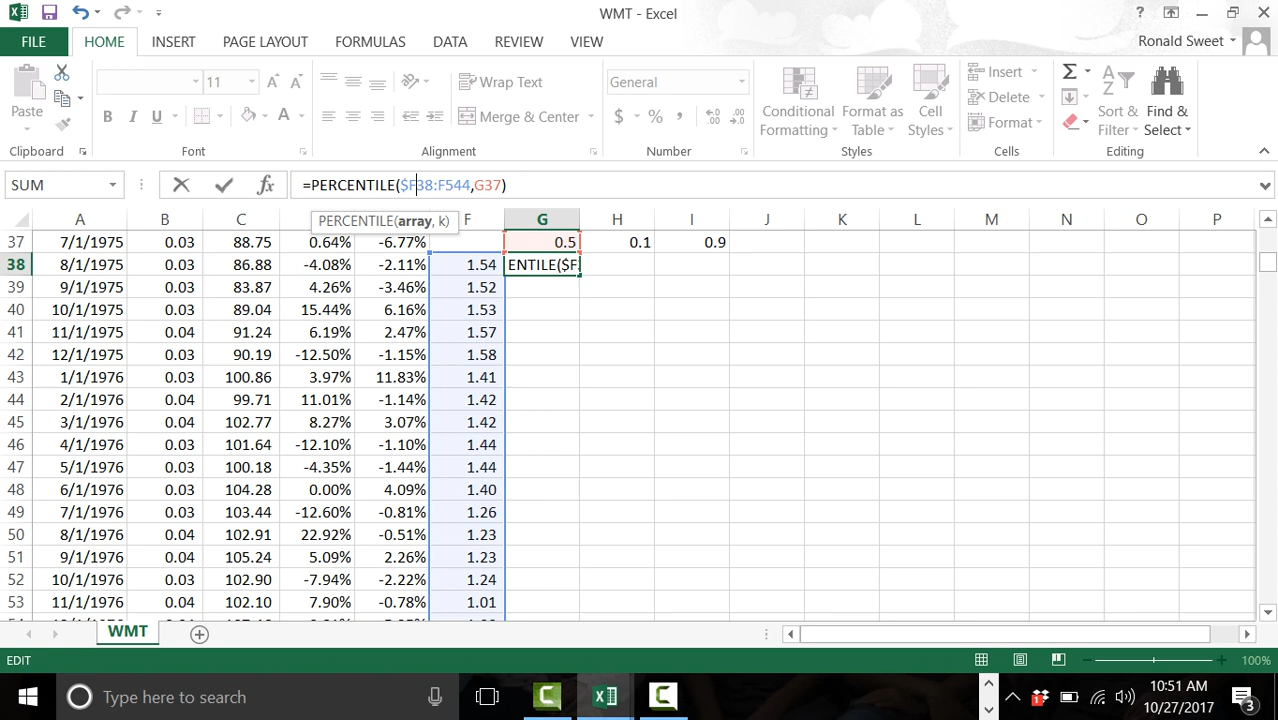 WMT - Excel
?
FILE HOME INSERT PAGE LAYOUT FORMULAS DATA REVIEW VIEW Ronald Sweet
Paste
11
Wrap Text
General
Conditional Formatting
Format as Table
Cell Styles
Insert
Delete
Format
Sort & Filter
Find & Select
B I U A
Merge & Center
$ % ,
Clipboard Font Alignment Number Styles Cells Editing
SUM =PERCENTILE($F38:F544,G37)
PERCENTILE(array, k)
A B C F G H I J K L M N O P
37 7/1/1975 0.03 88.75 0.64% -6.77% 0.5 0.1 0.9
38 8/1/1975 0.03 86.88 -4.08% -2.11% 1.54 ENTILE($F
39 9/1/1975 0.03 83.87 4.26% -3.46% 1.52
40 10/1/1975 0.03 89.04 15.44% 6.16% 1.53
41 11/1/1975 0.04 91.24 6.19% 2.47% 1.57
42 12/1/1975 0.03 90.19 -12.50% -1.15% 1.58
43 1/1/1976 0.03 100.86 3.97% 11.83% 1.41
44 2/1/1976 0.03 99.71 11.01% -1.14% 1.42
45 3/1/1976 0.04 102.77 8.27% 3.07% 1.42
46 4/1/1976 0.03 101.64 -12.10% -1.10% 1.44
47 5/1/1976 0.03 100.18 -4.35% -1.44% 1.44
48 6/1/1976 0.03 104.28 0.00% 4.09% 1.40
49 7/1/1976 0.03 103.44 -12.60% -0.81% 1.26
50 8/1/1976 0.04 102.91 22.92% -0.51% 1.23
51 9/1/1976 0.04 105.24 5.09% 2.26% 1.23
52 10/1/1976 0.03 102.90 -7.94% -2.22% 1.24
53 11/1/1976 0.04 102.10 7.90% -0.78% 1.01
WMT
EDIT 100%
Type here to search
10:51 AM
10/27/2017
3